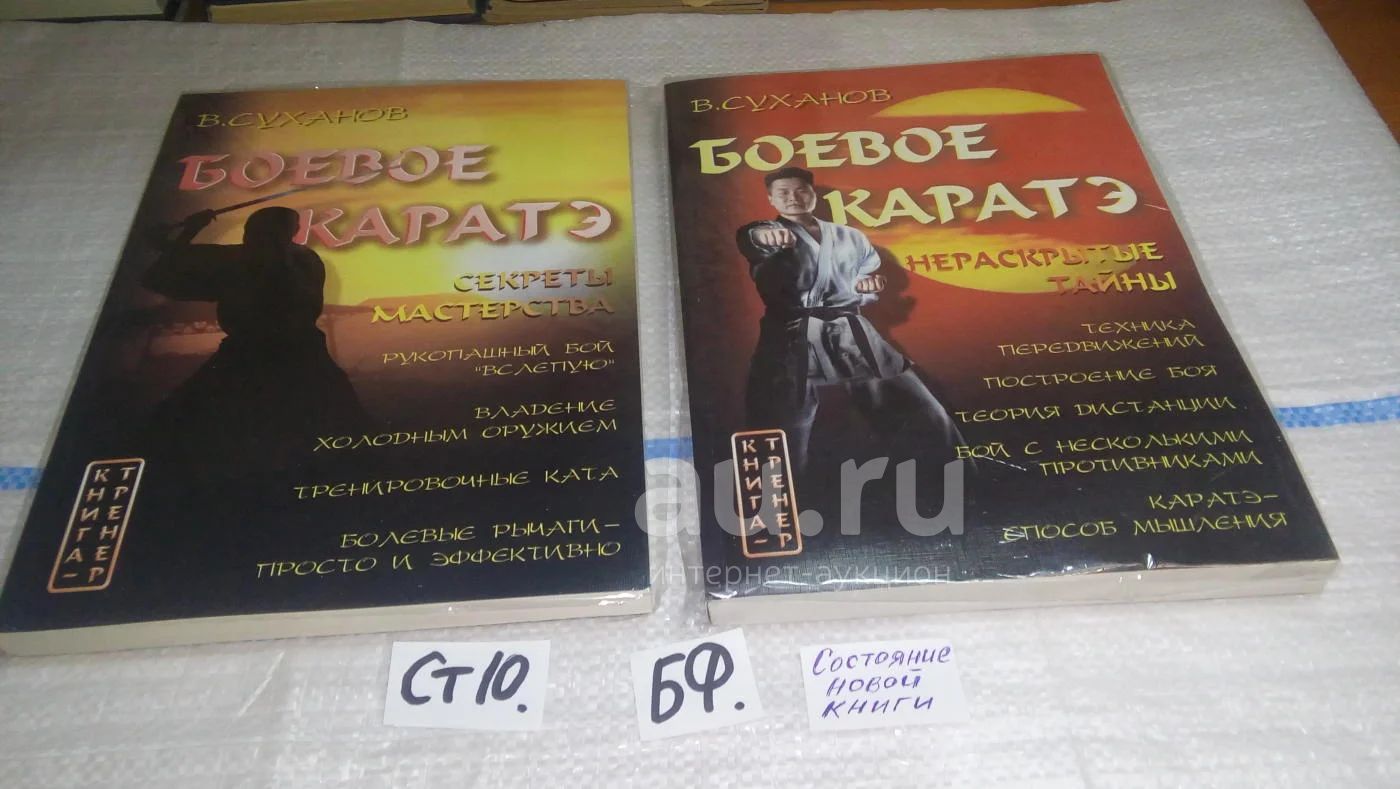 В.СУХАНОВ
БОЕВОЕ
КАРАТЭ
СЕКРЕТЫ
МАСТЕРСТВА
РУКОПАШНЫЙ БОЙ
"ВСЛЕПУЮ"
ВЛАДЕНИЕ
ХОЛОДНЫМ ОРУЖИЕМ
ТРЕНИРОВОЧНЫЕ КАТА
БОЛЕВЫЕ РЫЧАГИ–
ПРОСТО И ЭФФЕКТИВНО
КНИГА–
ТРЕНЕР
В.СУХАНОВ
БОЕВОЕ
КАРАТЭ
НЕРАСКРЫТЫЕ
ТАЙНЫ
ТЕХНИКА
ПЕРЕДВИЖЕНИЙ
ПОСТРОЕНИЕ БОЯ
ТЕОРИЯ ДИСТАНЦИИ
БОЙ С НЕСКОЛЬКИМИ
ПРОТИВНИКАМИ
КАРАТЭ–
СПОСОБ МЫШЛЕНИЯ
КНИГА–
ТРЕНЕР
au.ru
интернет-аукцион
Ст10.
БФ.
Состояние
новой
книги